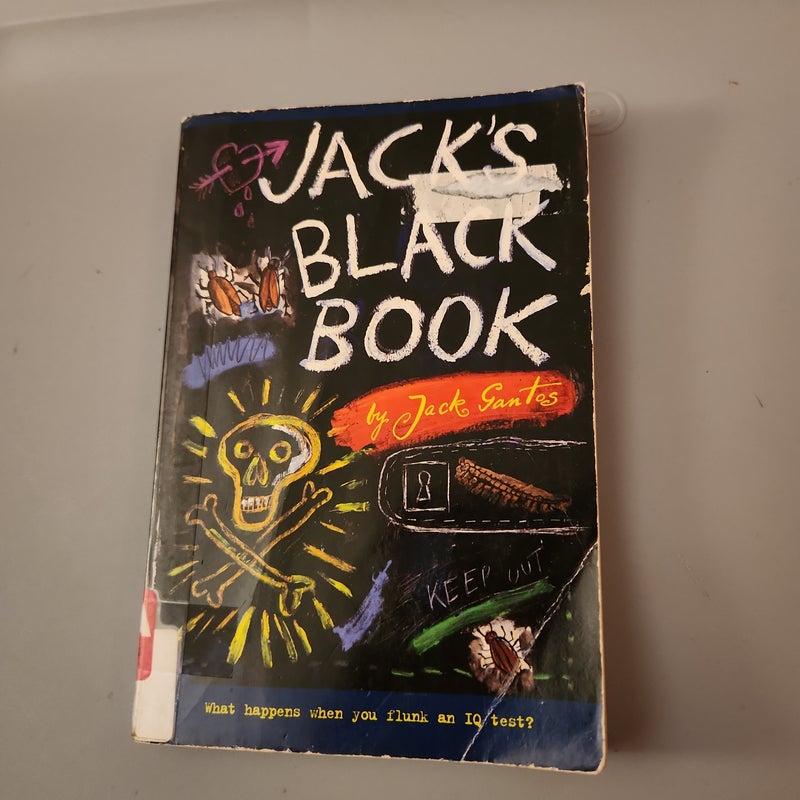 JACK'S
BLACK
BOOK
by Jack Gantos
KEEP OUT
What happens when you flunk an IQ test?